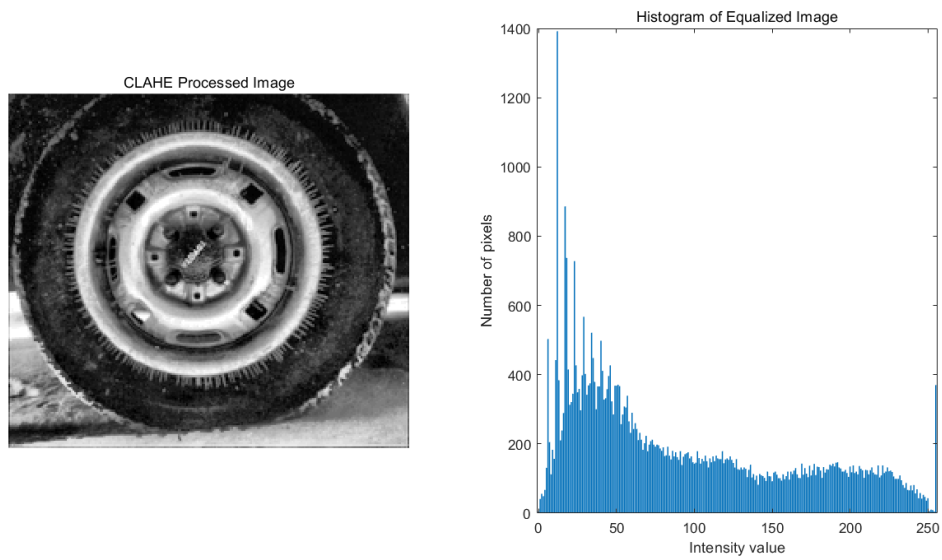 CLAHE Processed Image
Histogram of Equalized Image
Number of pixels
1400
1200
1000
800
600
400
200
0
0 50 100 150 200 250
Intensity value